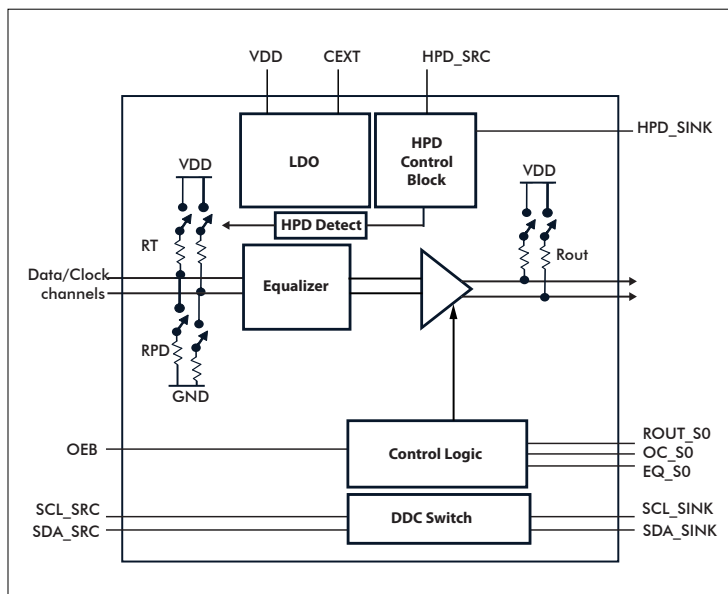 VDD
CEXT
HPD_SRC
LDO
HPD
Control
Block
HPD_SINK
VDD
VDD
HPD Detect
RT
Rout
Data/Clock
channels
Equalizer
RPD
GND
OEB
Control Logic
ROUT_S0
OC_S0
EQ_S0
SCL_SRC
SDA_SRC
DDC Switch
SCL_SINK
SDA_SINK